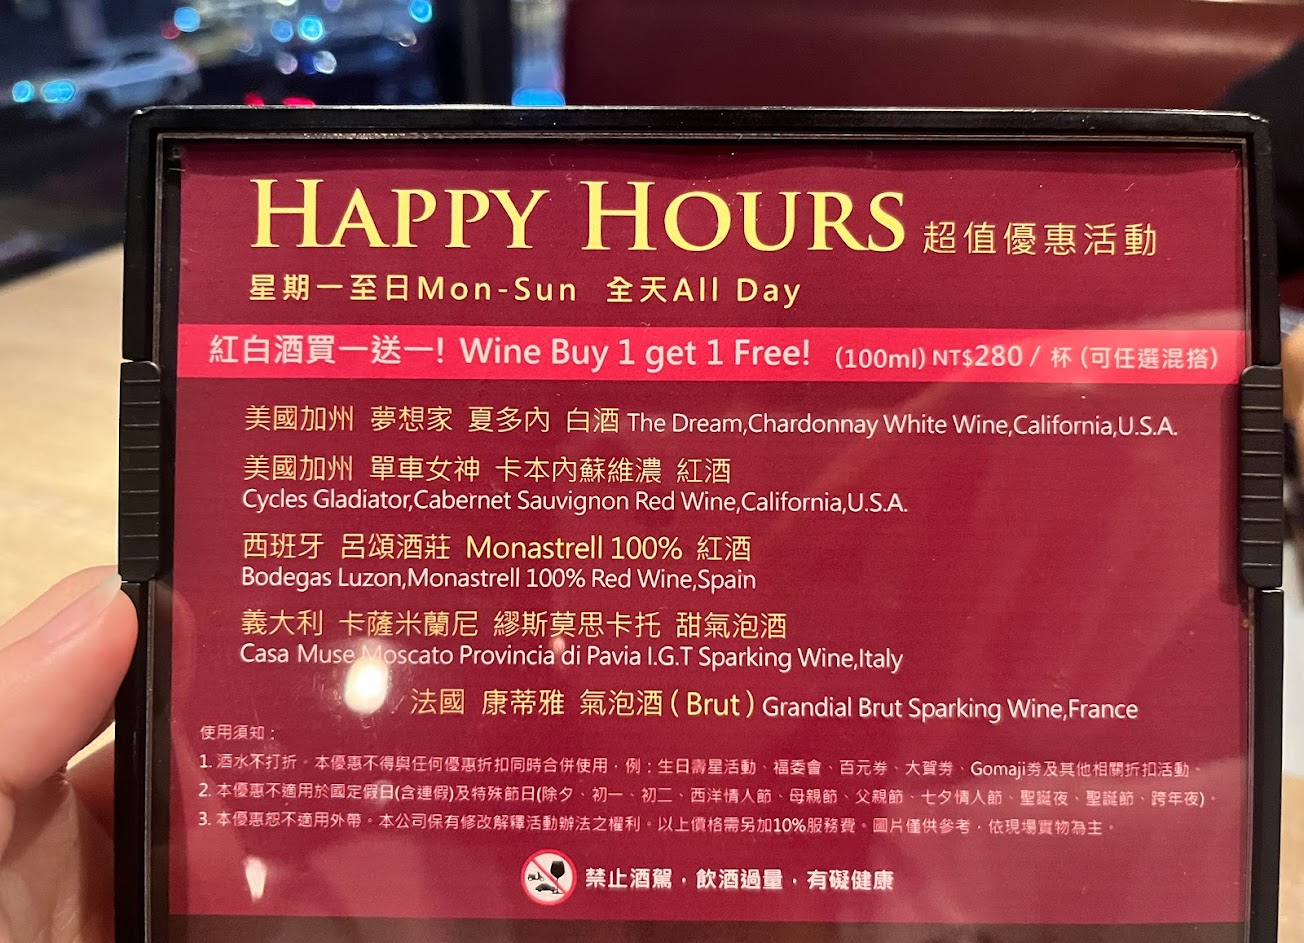 HAPPY HOURS 超值優惠活動
星期一至日Mon-Sun 全天All Day
紅白酒買一送一! Wine Buy 1 get 1 Free! (100ml) NT$280 / 杯 (可任選混搭)
美國加州 夢想家 夏多內 白酒 The Dream,Chardonnay White Wine,California,U.S.A.
美國加州 單車女神 卡本內蘇維濃 紅酒
Cycles Gladiator,Cabernet Sauvignon Red Wine,California,U.S.A.
西班牙 呂頌酒莊 Monastrell 100% 紅酒
Bodegas Luzon,Monastrell 100% Red Wine,Spain
義大利 卡薩米蘭尼 繆斯莫思卡托 甜氣泡酒
Casa Muse Moscato Provincia di Pavia I.G.T Sparking Wine,Italy
法國 康蒂雅 氣泡酒 ( Brut ) Grandial Brut Sparking Wine,France
使用須知：
1. 酒水不打折。本優惠不得與任何優惠折扣同時合併使用，例：生日壽星活動、福委會、百元券、大賀券、Gomaji券及其他相關折扣活動。
2. 本優惠不適用於國定假日(含連假)及特殊節日(除夕、初一、初二、西洋情人節、母親節、父親節、七夕情人節、聖誕夜、聖誕節、跨年夜)。
3. 本優惠恕不適用外帶。本公司保有修改解釋活動辦法之權利。以上價格需另加10%服務費。圖片僅供參考，依現場實物為主。
禁止酒駕．飲酒過量．有礙健康